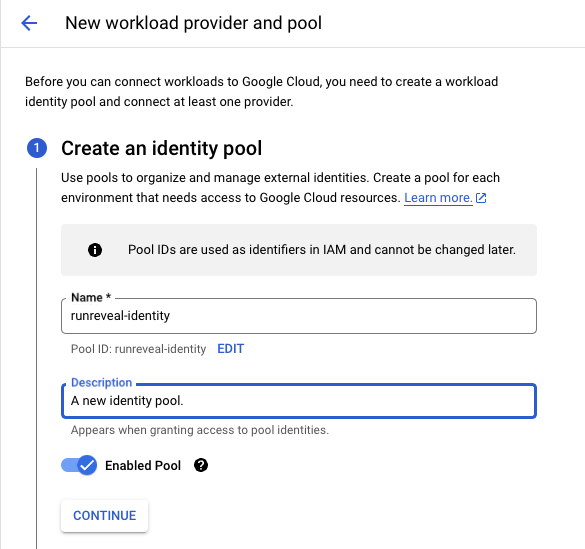 New workload provider and pool
Before you can connect workloads to Google Cloud, you need to create a workload
identity pool and connect at least one provider.
1 Create an identity pool
Use pools to organize and manage external identities. Create a pool for each
environment that needs access to Google Cloud resources. Learn more.
Pool IDs are used as identifiers in IAM and cannot be changed later.
Name *
runreveal-identity
Pool ID: runreveal-identity EDIT
Description
A new identity pool.
Appears when granting access to pool identities.
Enabled Pool ?
CONTINUE